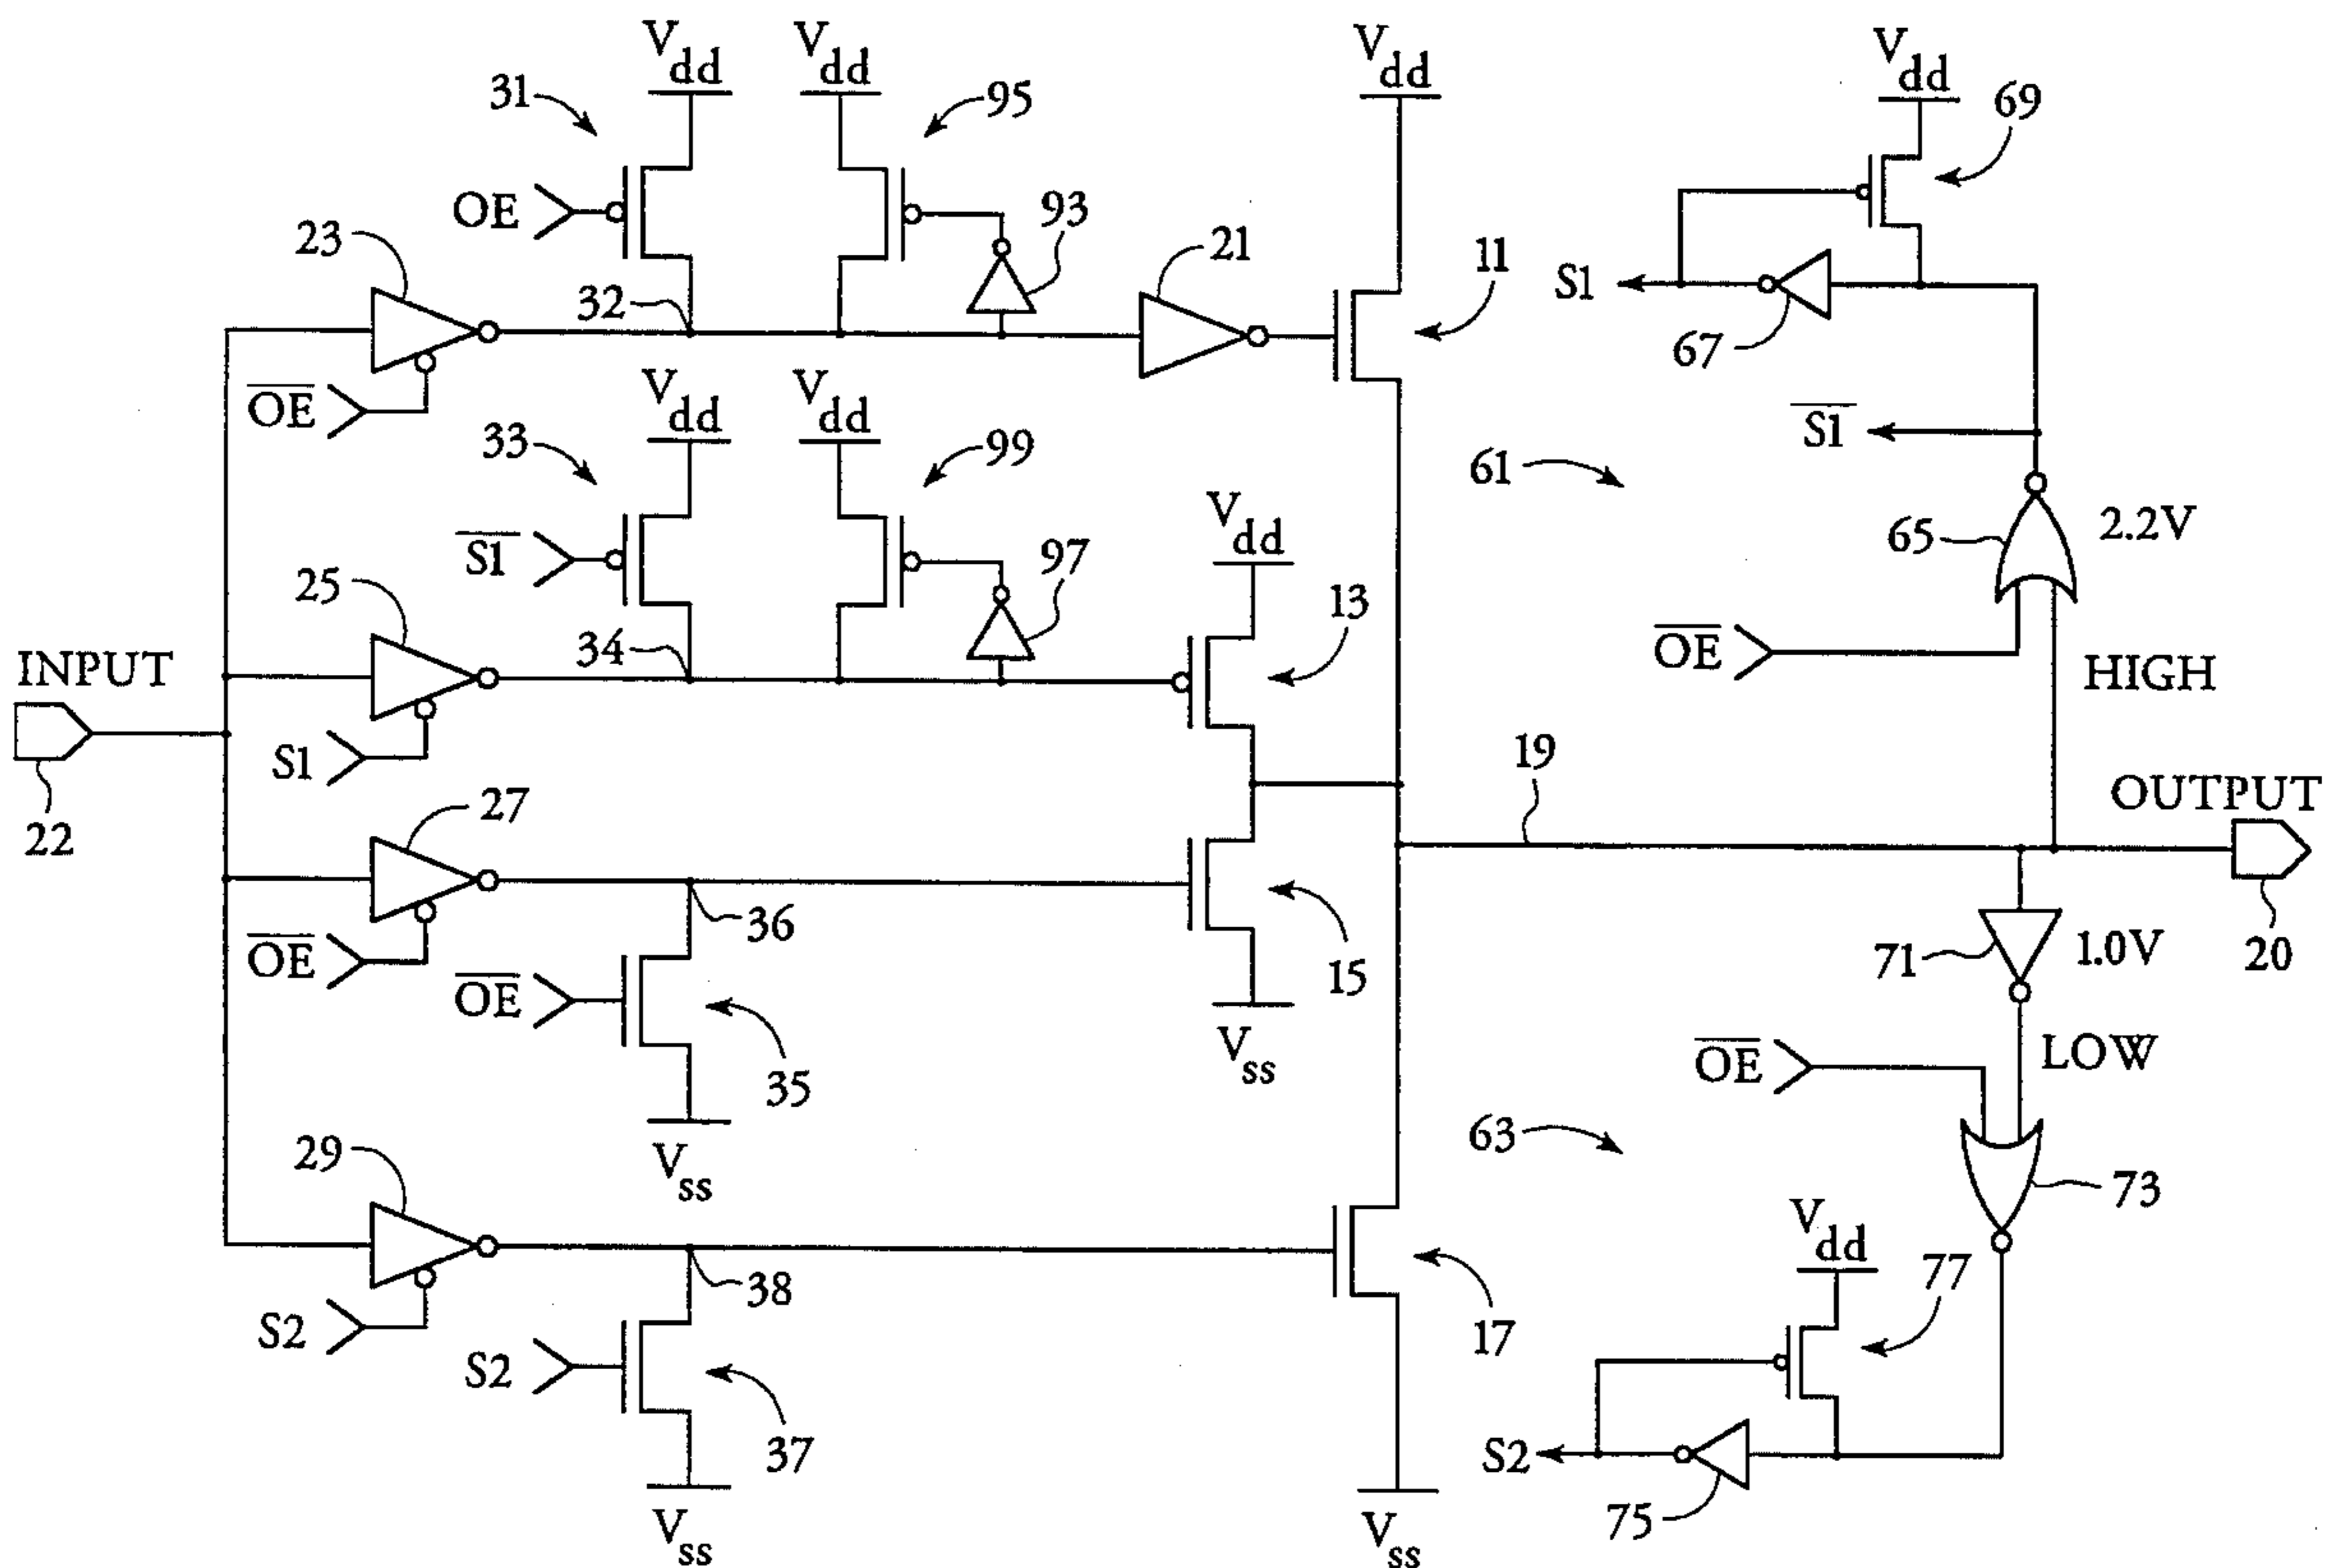 Vdd
Vdd
Vdd
Vdd
31
95
69
OE
93
23
21
11
S1
32
67
OE
Vdd
Vdd
S1
33
99
61
Vdd
S1
65
2.2V
25
97
13
34
OE
INPUT
HIGH
S1
19
27
OUTPUT
22
36
71
1.0V
20
OE
OE
15
Vss
OE
LOW
35
63
29
Vss
73
Vdd
38
77
S2
S2
17
37
S2
75
Vss
Vss